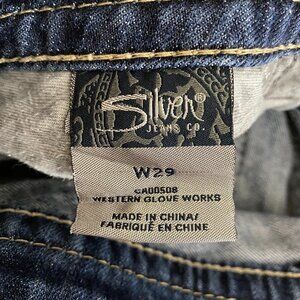 Silver®
JEANS CO.
W29
CA00508
WESTERN GLOVE WORKS
MADE IN CHINA/
FABRIQUÉ EN CHINE